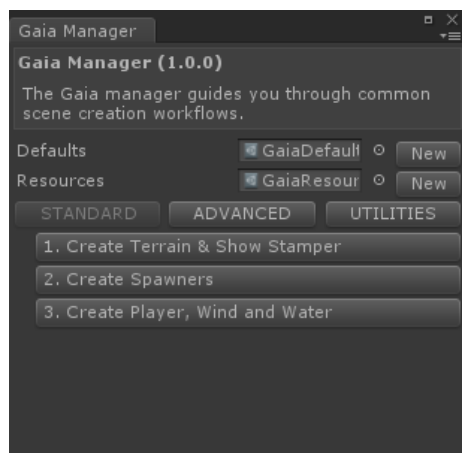 Gaia Manager
Gaia Manager (1.0.0)
The Gaia manager guides you through common
scene creation workflows.
Defaults GaiaDefault New
Resources GaiaResour New
STANDARD ADVANCED UTILITIES
1. Create Terrain & Show Stamper
2. Create Spawners
3. Create Player, Wind and Water